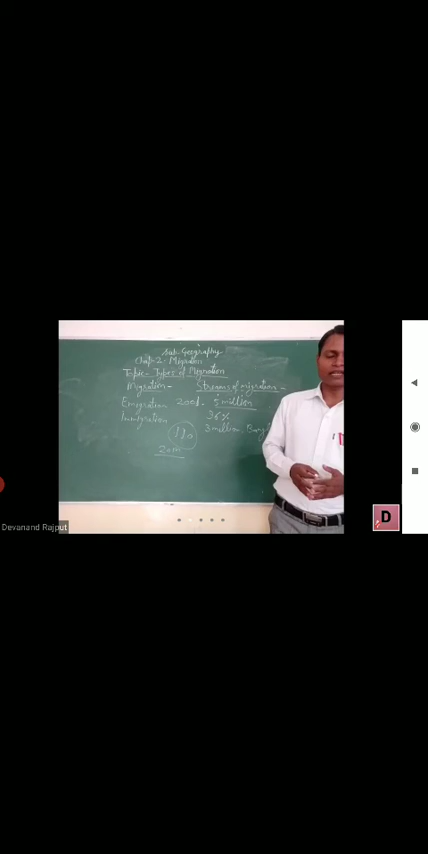 Sub: Geography
Chap-2- Migration
Topic- Types of Migration
Migration- Streams of migration-
Emigration 2001- 5 million
Immigration 36%
3 million,
D
Devanand Rajput